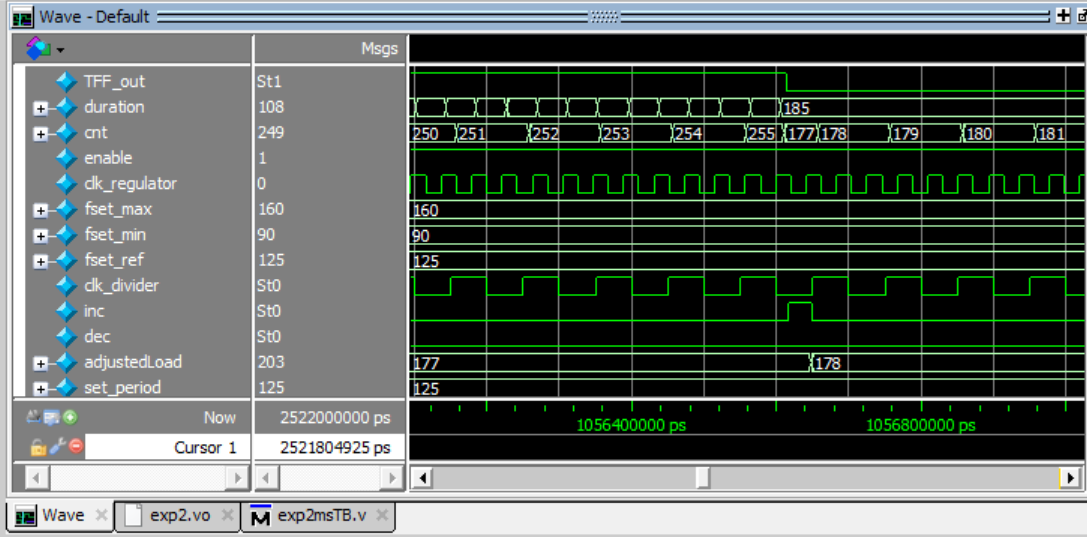 Wave - Default
Msgs
TFF_out St1
duration 108 185
cnt 249 250 251 252 253 254 255 177 178 179 180 181
enable 1
clk_regulator 0
fset_max 160 160
fset_min 90 90
fset_ref 125 125
clk_divider St0
inc St0
dec St0
adjustedLoad 203 177 178
set_period 125 125
Now 2522000000 ps 1056400000 ps 1056800000 ps
Cursor 1 2521804925 ps
Wave exp2.vo M exp2msTB.v